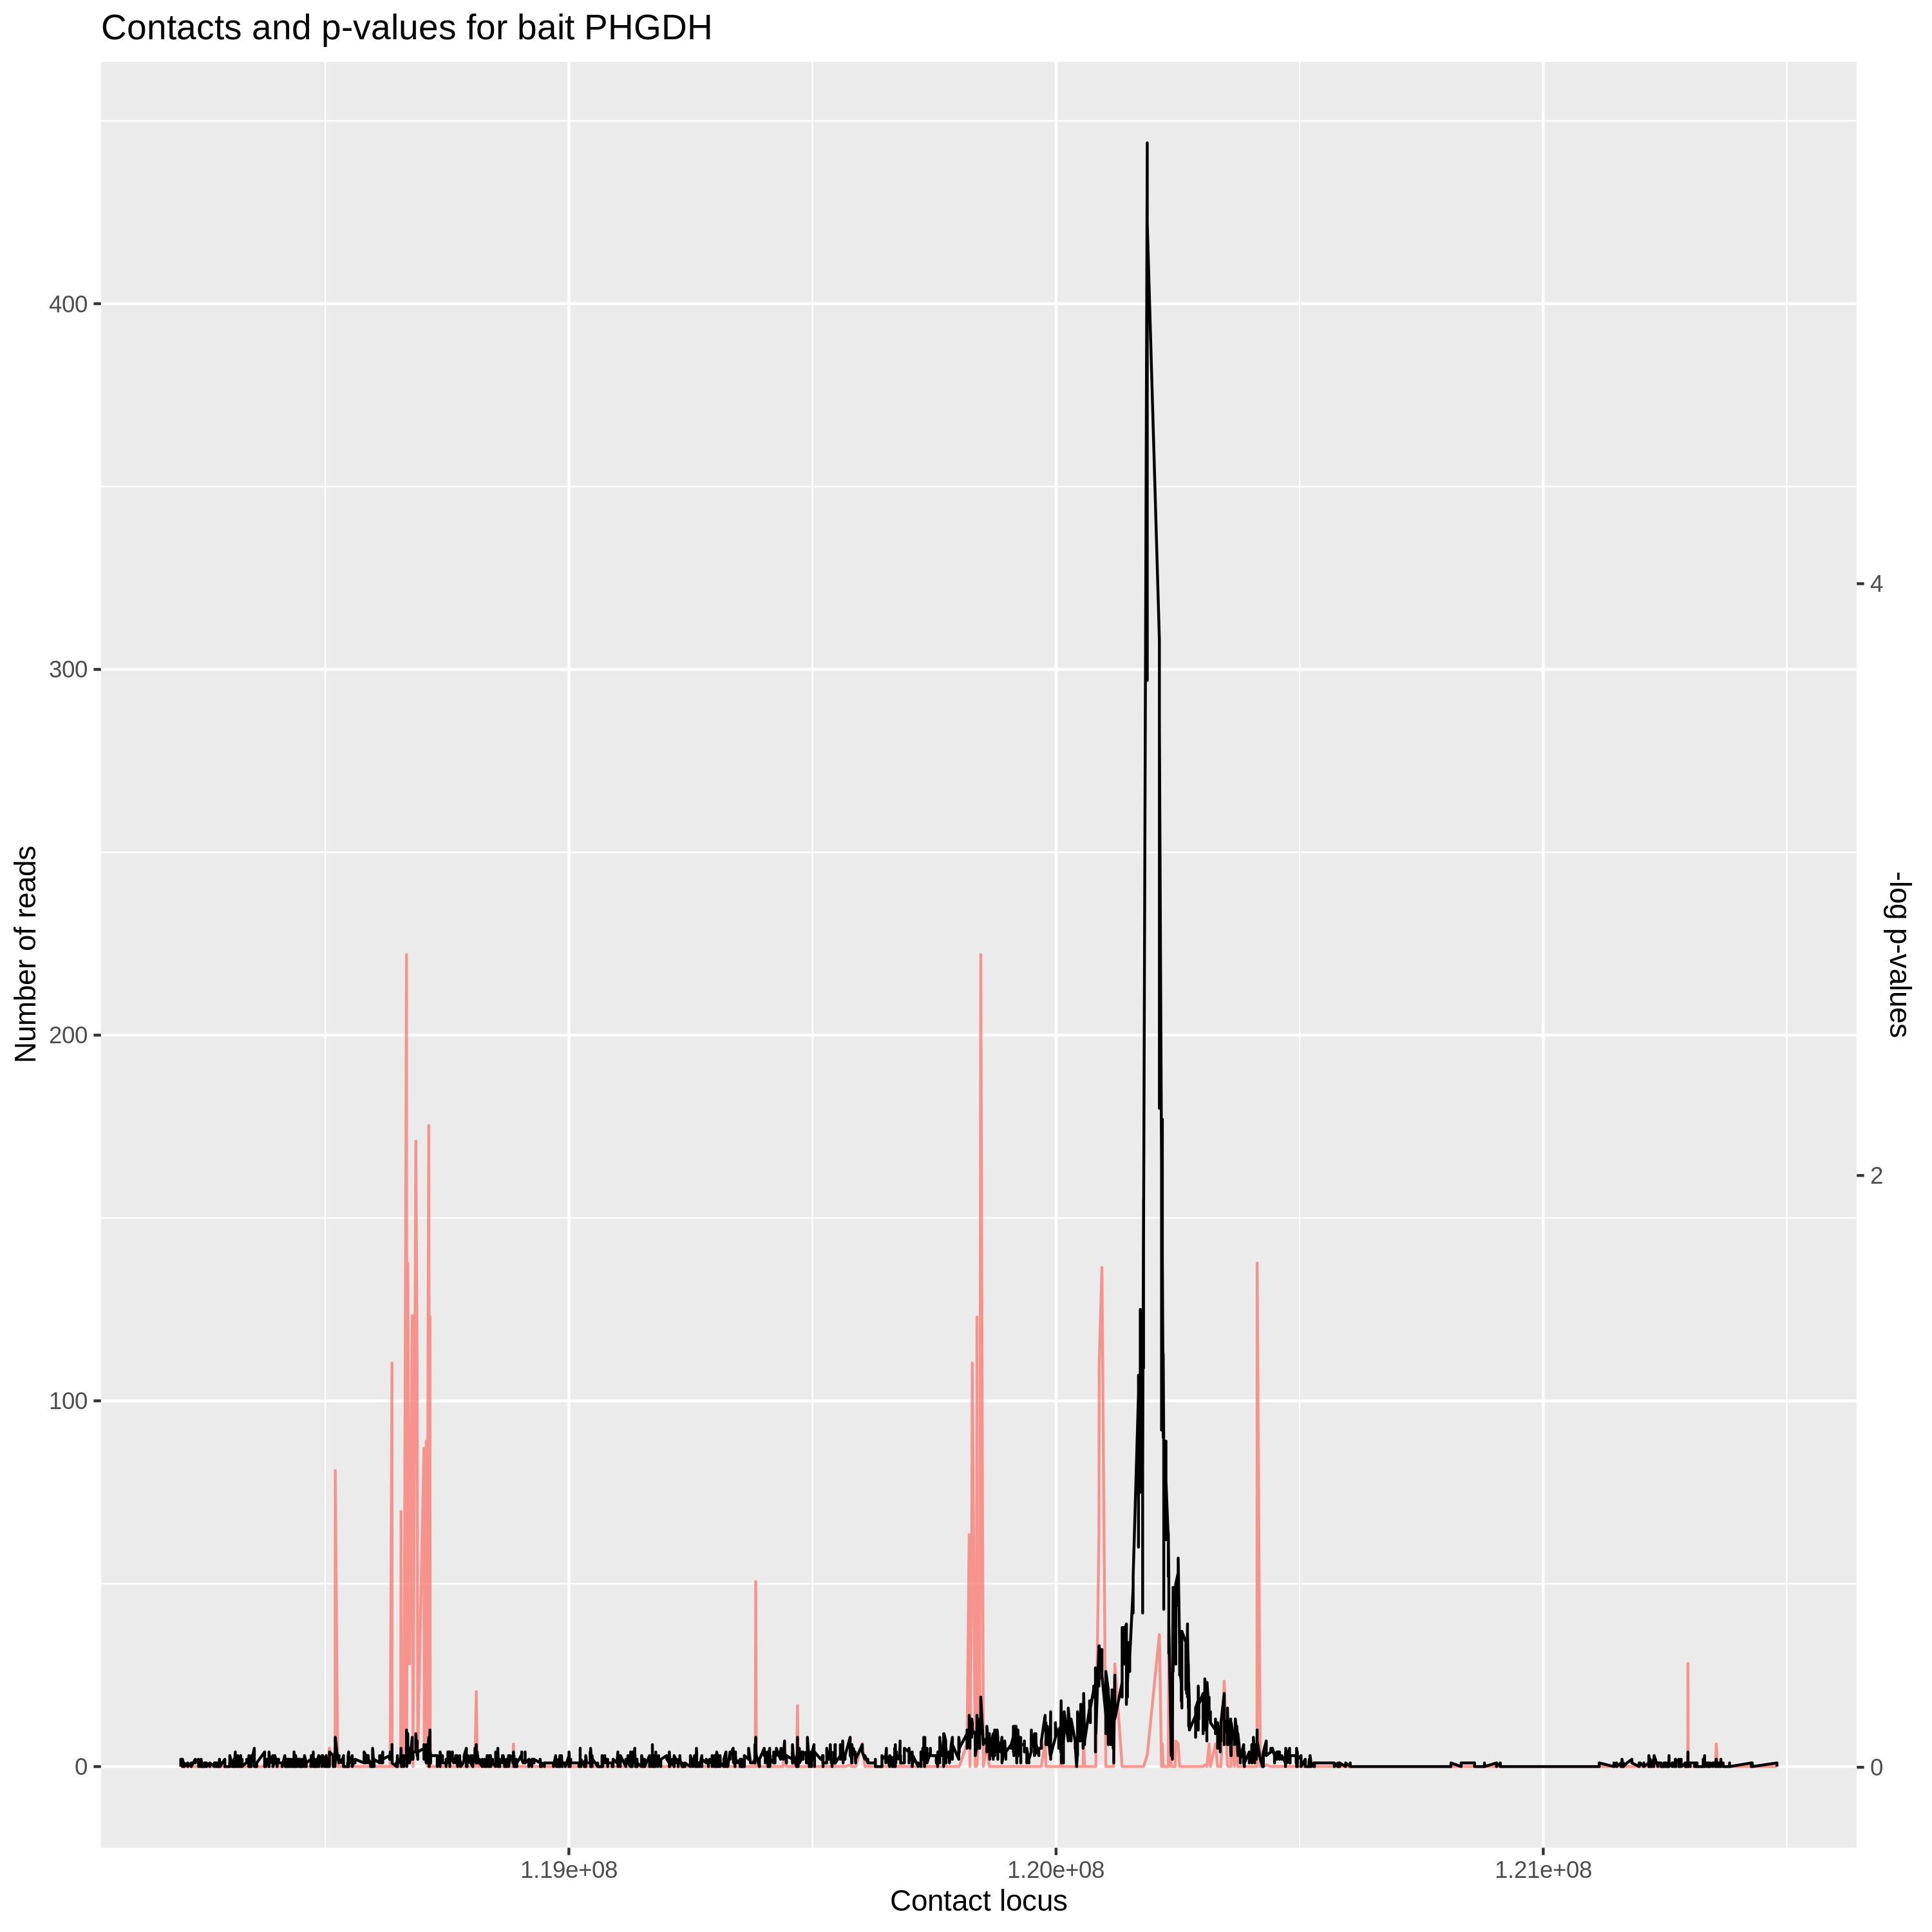 Contacts and p-values for bait PHGDH
400
300
200
100
0
Number of reads
4
2
0
-log p-values
1.19e+08
1.20e+08
1.21e+08
Contact locus